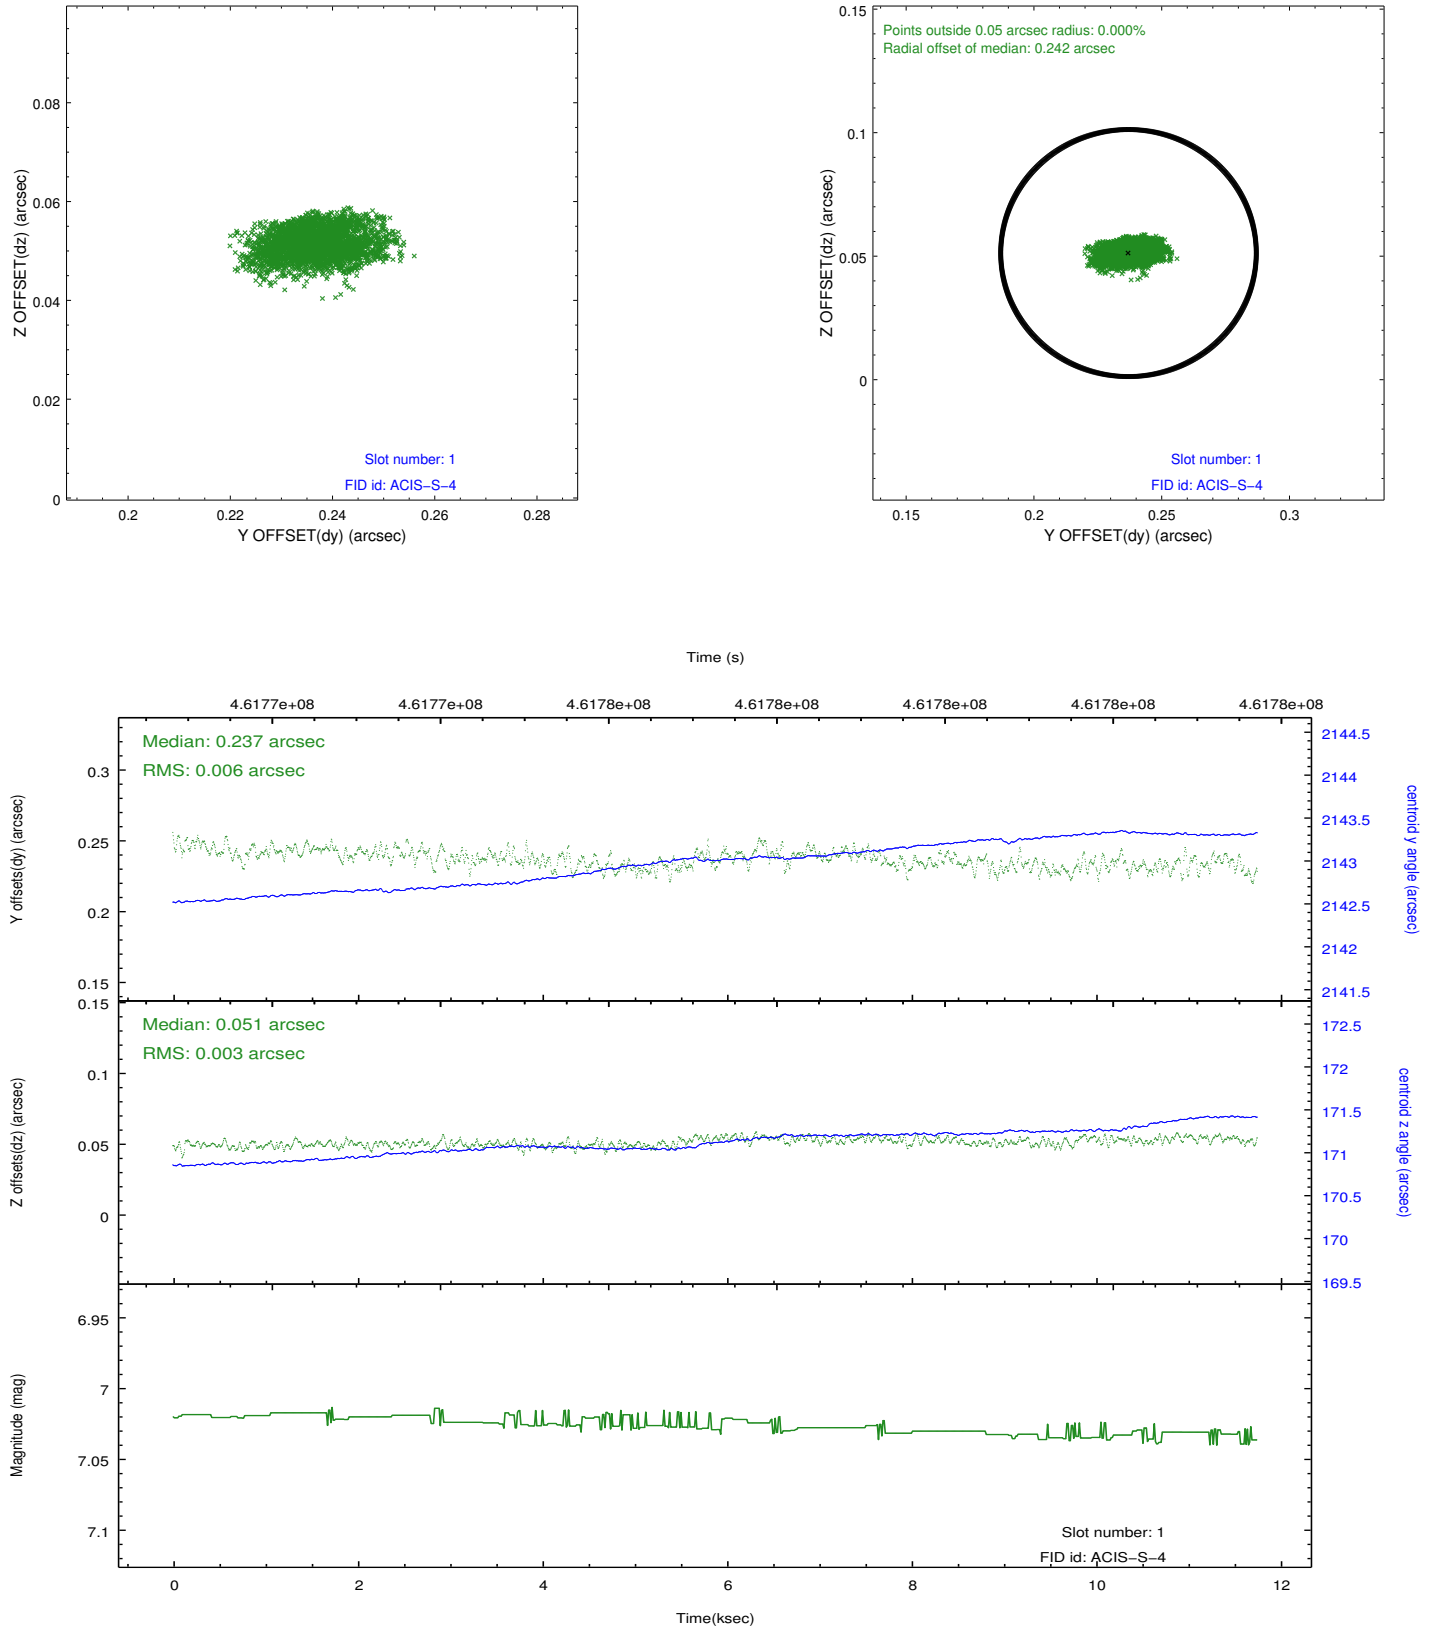 0.08
0.06
0.04
0.02
0
Z OFFSET(dz) (arcsec)
Slot number: 1
FID id: ACIS−S−4
0.2 0.22 0.24 0.26 0.28
Y OFFSET(dy) (arcsec)
0.15
0.1
0.05
0
Z OFFSET(dz) (arcsec)
Points outside 0.05 arcsec radius: 0.000%
Radial offset of median: 0.242 arcsec
Slot number: 1
FID id: ACIS−S−4
0.15 0.2 0.25 0.3
Y OFFSET(dy) (arcsec)
Time (s)
4.6177e+08 4.6177e+08 4.6178e+08 4.6178e+08 4.6178e+08 4.6178e+08 4.6178e+08
Median: 0.237 arcsec
RMS: 0.006 arcsec
0.3
0.25
0.2
0.15
Y offsets(dy) (arcsec)
2144.5
2144
2143.5
2143
2142.5
2142
2141.5
centroid y angle (arcsec)
Median: 0.051 arcsec
RMS: 0.003 arcsec
0.15
0.1
0.05
0
Z offsets(dz) (arcsec)
172.5
172
171.5
171
170.5
170
169.5
centroid z angle (arcsec)
6.95
7
7.05
7.1
Magnitude (mag)
Slot number: 1
FID id: ACIS−S−4
0 2 4 6 8 10 12
Time(ksec)